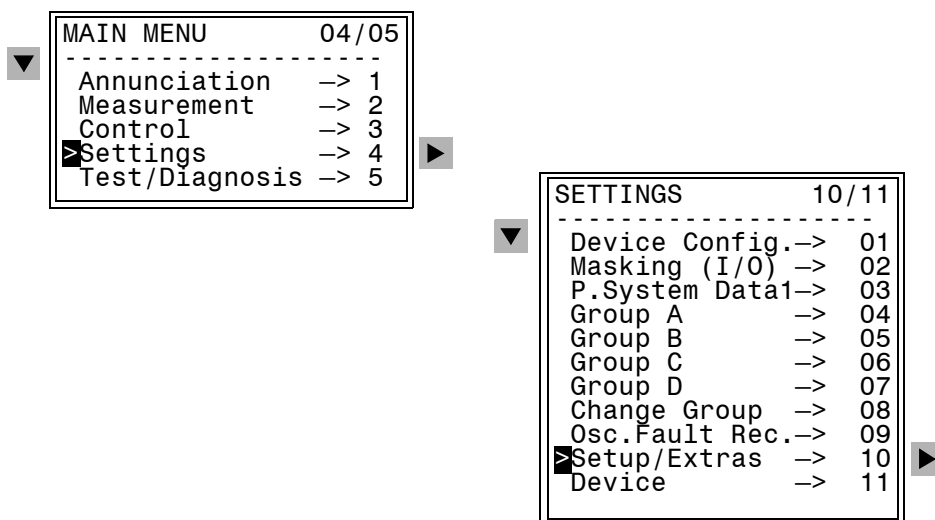 MAIN MENU 04/05
---------------------
Annunciation —> 1
Measurement —> 2
Control —> 3
>Settings —> 4
Test/Diagnosis —> 5
SETTINGS 10/11
---------------------
Device Config.—> 01
Masking (I/O) —> 02
P.System Data1—> 03
Group A —> 04
Group B —> 05
Group C —> 06
Group D —> 07
Change Group —> 08
Osc.Fault Rec.—> 09
>Setup/Extras —> 10
Device —> 11